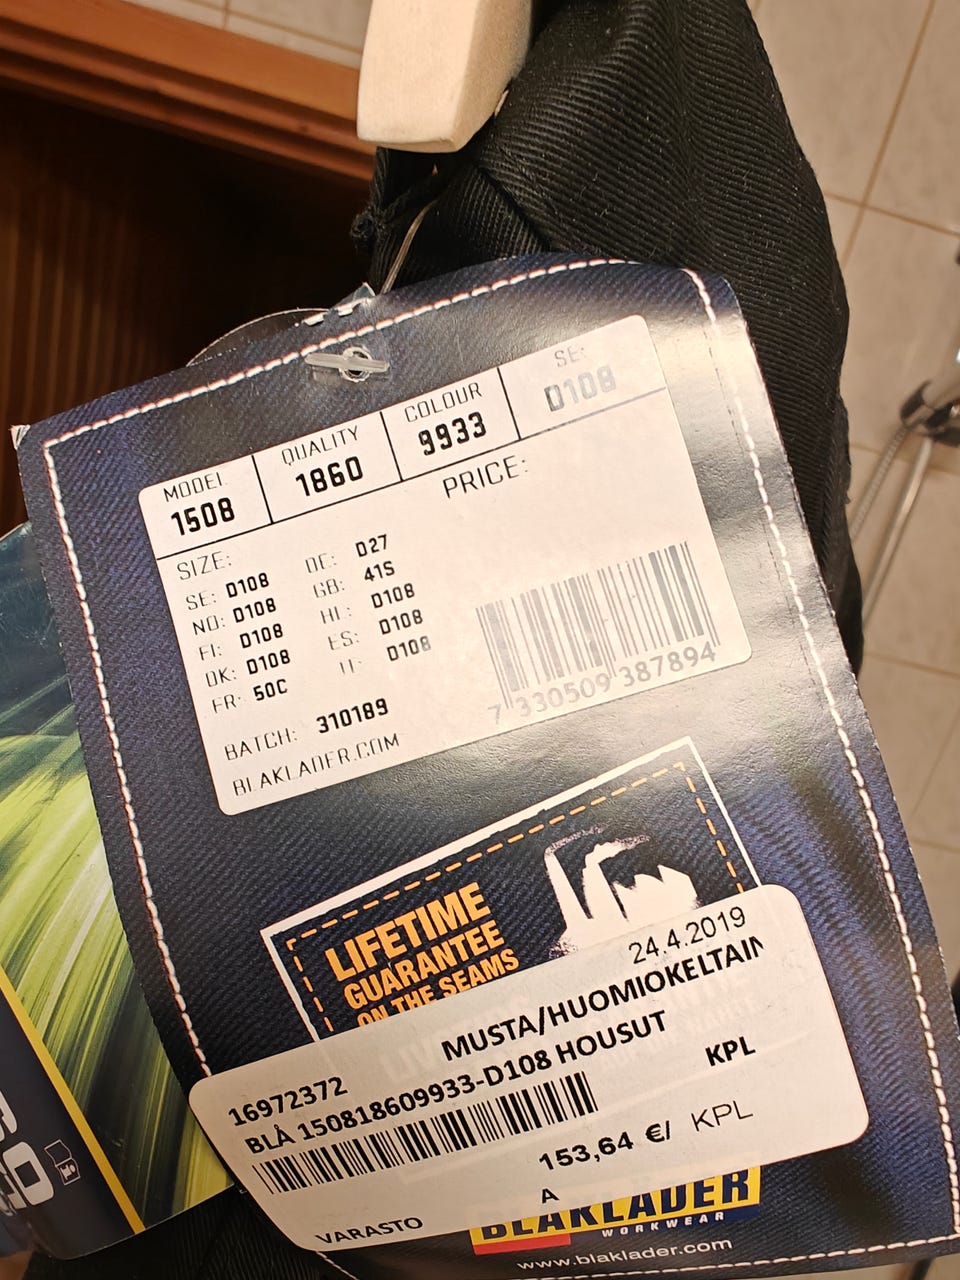 MODEL QUALITY COLOUR SE:
1508 1860 9933 D108
SIZE: PRICE:
SE: D108 DE: D27
NO: D108 GB: 41S
FI: D108 NL: D108
DK: D108 ES: D108
FR: 50C IT: D108
BATCH: 310189
BLAKLADER.COM
7 330509 387894
LIFETIME
GUARANTEE
ON THE SEAMS
24.4.2019
MUSTA/HUOMIOKELTAIN
16972372
BLÅ 150818609933-D108 HOUSUT
KPL
153,64 €/ KPL
A
VARASTO
BLÅKLÄDER
WORKWEAR
www.blaklader.com